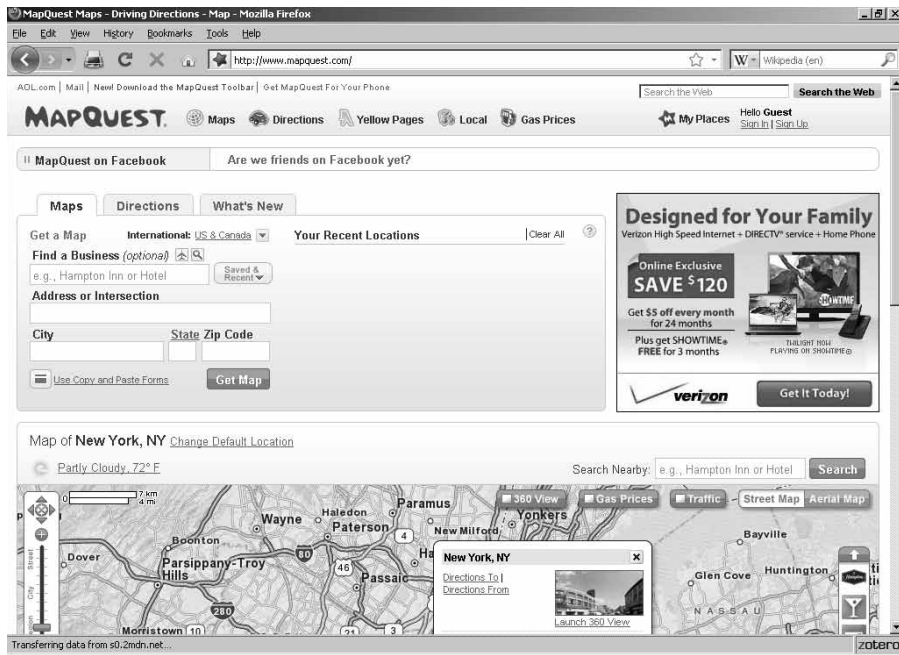 MapQuest Maps - Driving Directions - Map - Mozilla Firefox
File Edit View History Bookmarks Tools Help
http://www.mapquest.com/
W Wikipedia (en)
AOL.com | Mail | New! Download the MapQuest Toolbar | Get MapQuest For Your Phone
Search the Web Search the Web
MAPQUEST. Maps Directions Yellow Pages Local Gas Prices
My Places Hello Guest
Sign In | Sign Up
MapQuest on Facebook Are we friends on Facebook yet?
Maps Directions What's New
Get a Map International: US & Canada Your Recent Locations Clear All ?
Find a Business (optional)
e.g., Hampton Inn or Hotel Saved & Recent
Address or Intersection
City State Zip Code
Use Copy and Paste Forms Get Map
Designed for Your Family
Verizon High Speed Internet + DIRECTV® service + Home Phone
Online Exclusive
SAVE $120
Get $5 off every month
for 24 months
Plus get SHOWTIME®
FREE for 3 months
SHOWTIME
TWILIGHT NOW
PLAYING ON SHOWTIME®
verizon Get It Today!
Map of New York, NY Change Default Location
Partly Cloudy, 72° F
Search Nearby: e.g., Hampton Inn or Hotel Search
0 7 km
4 mi
360 View Gas Prices Traffic Street Map Aerial Map
Paramus
Haledon
Wayne
Paterson
Yonkers
New Milford
4
Boonton
Bayville
Dover
80
Parsippany-Troy
Hills
46
Passaic
Ha
Glen Cove
Huntington
NASSAU
280
Morristown
10
21
3
Street
City
New York, NY
Directions To |
Directions From
Launch 360 View
Transferring data from s0.2mdn.net...
zotero